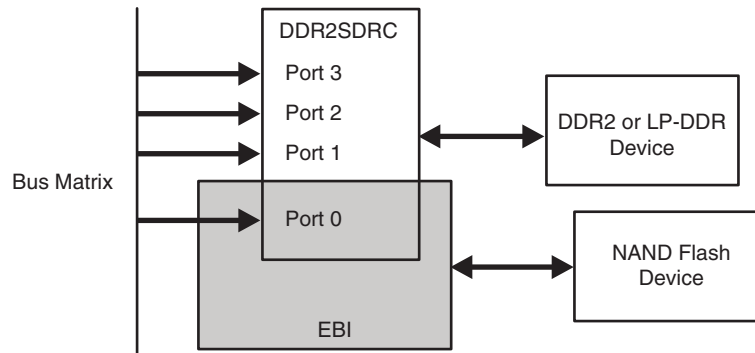 DDR2SDRC
Port 3
Port 2
Port 1
Port 0
Bus Matrix
EBI
DDR2 or LP-DDR
Device
NAND Flash
Device